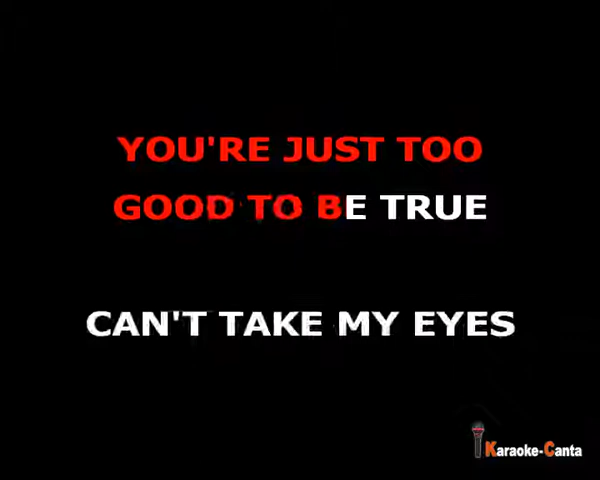 YOU'RE JUST TOO
GOOD TO BE TRUE
CAN'T TAKE MY EYES
Karaoke-Canta